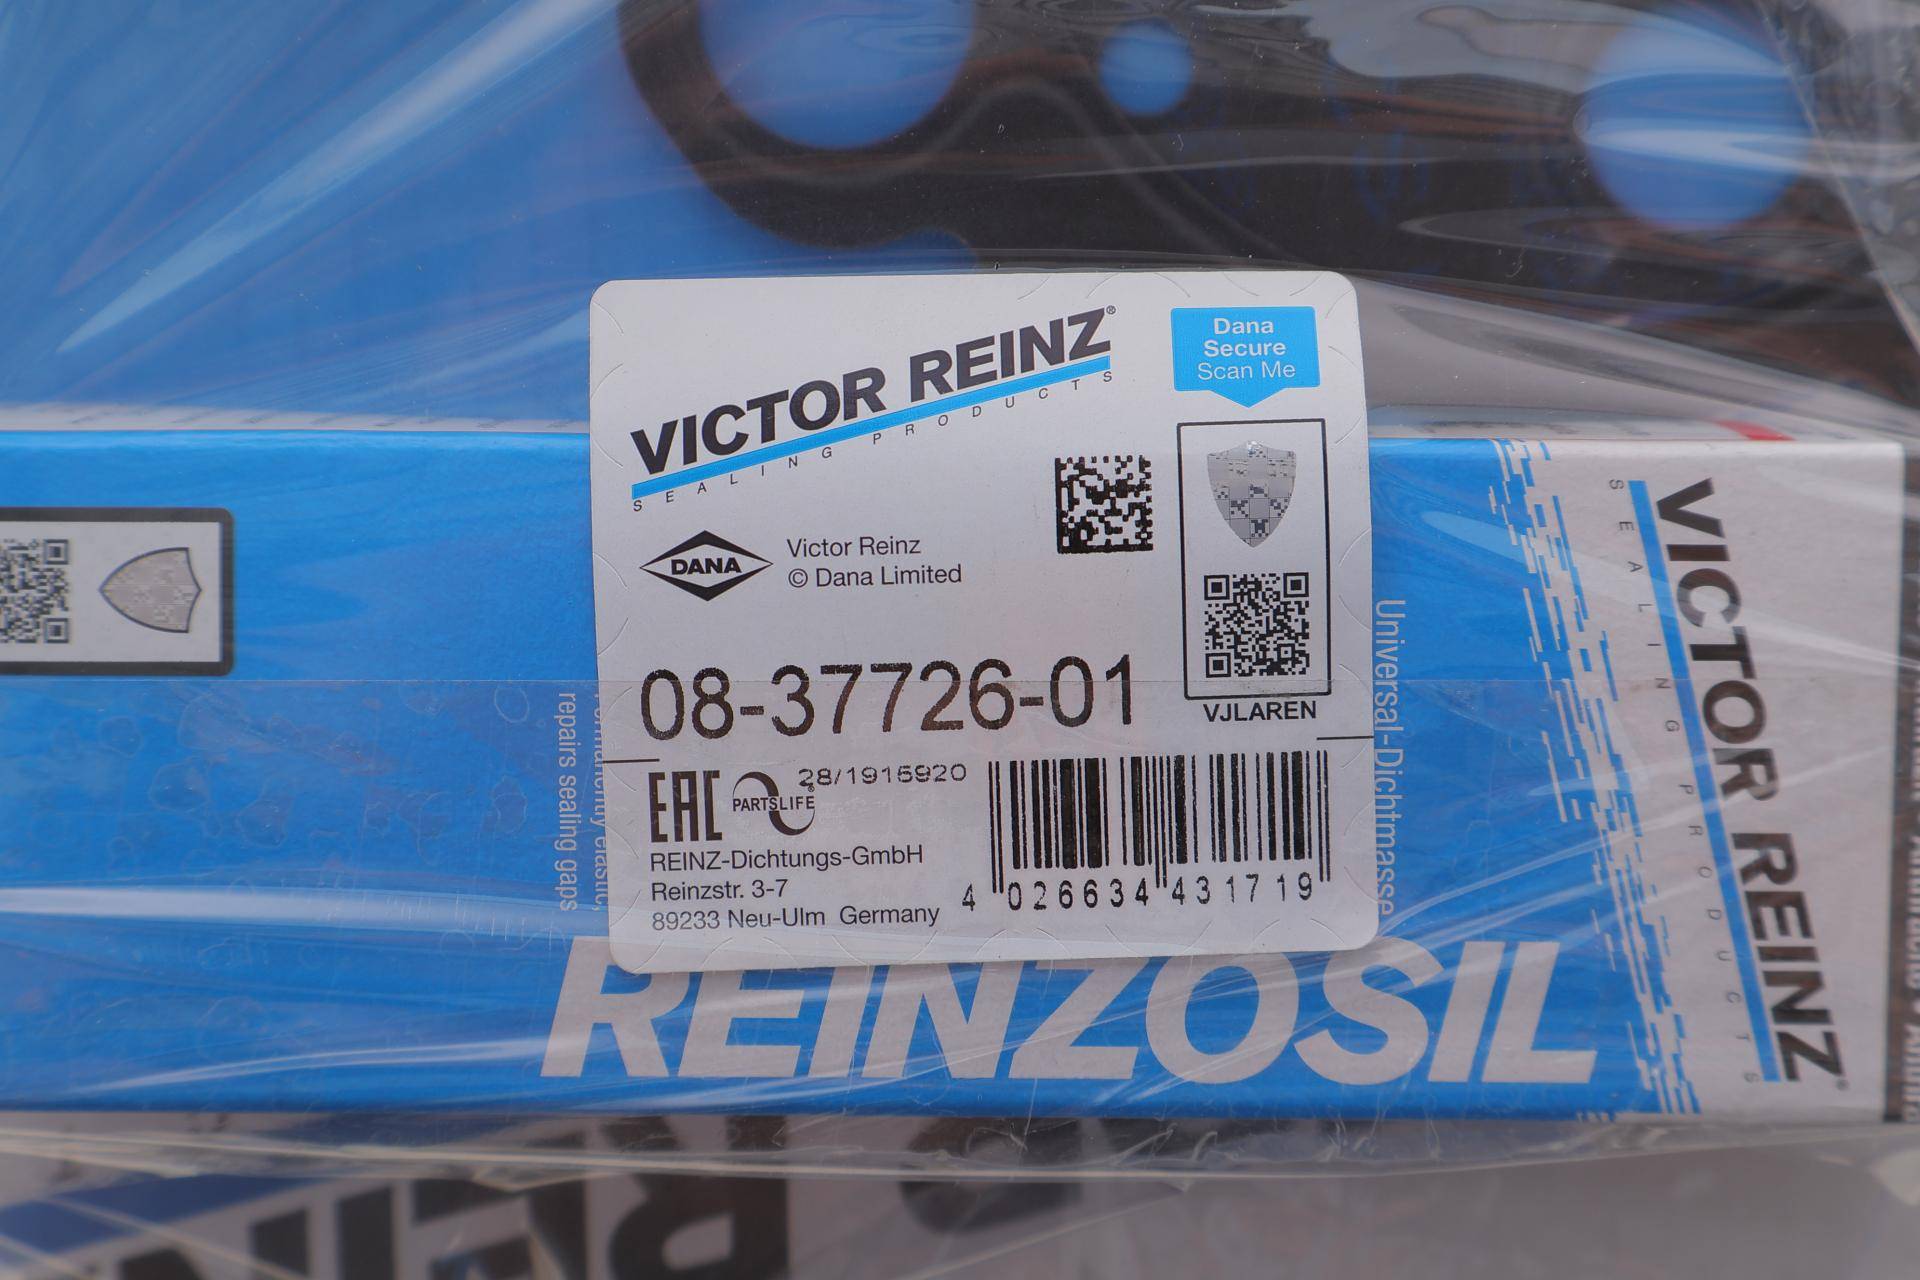 VICTOR REINZ®
SEALING PRODUCTS
Dana
Secure
Scan Me
DANA
Victor Reinz
© Dana Limited
08-37726-01
VJLAREN
EAC
PARTSLIFE®
28/1915920
REINZ-Dichtungs-GmbH
Reinzstr. 3-7
89233 Neu-Ulm Germany
4 026634 431719
repairs sealing gaps
Universal-Dichtmasse
REINZOSIL
VICTOR REINZ®
SEALING PRODUCTS